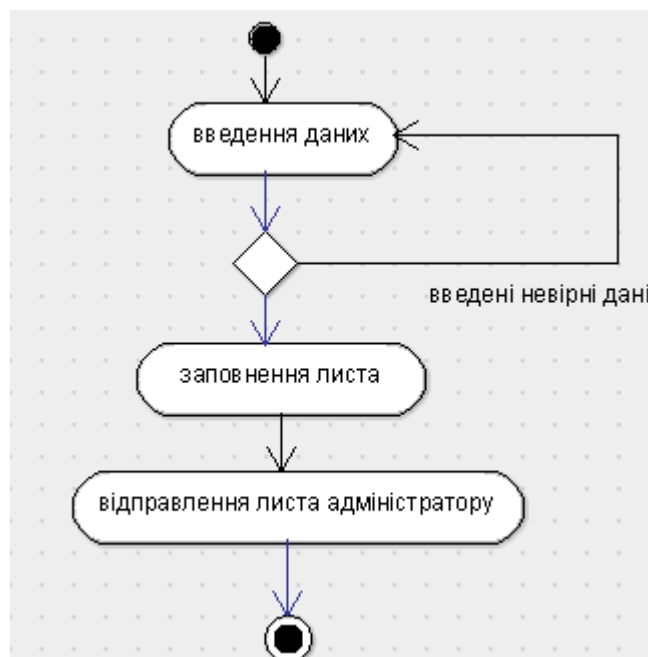 введення даних
введені невірні дані
заповнення листа
відправлення листа адміністратору